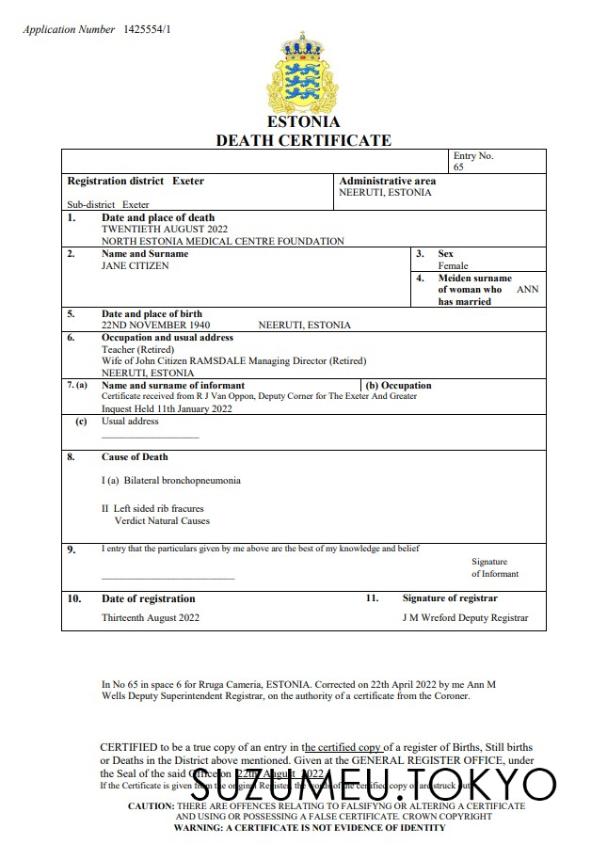 Application Number 1425554/1
ESTONIA
DEATH CERTIFICATE
Entry No.
65
Registration district Exeter
Administrative area
NEERUTI, ESTONIA
Sub-district Exeter
1. Date and place of death
TWENTIETH AUGUST 2022
NORTH ESTONIA MEDICAL CENTRE FOUNDATION
2. Name and Surname
JANE CITIZEN
3. Sex
Female
4. Meiden surname
of woman who ANN
has married
5. Date and place of birth
22ND NOVEMBER 1940 NEERUTI, ESTONIA
6. Occupation and usual address
Teacher (Retired)
Wife of John Citizen RAMSDALE Managing Director (Retired)
NEERUTI, ESTONIA
7. (a) Name and surname of informant (b) Occupation
Certificate received from R J Van Oppon, Deputy Corner for The Exeter And Greater
Inquest Held 11th January 2022
(c) Usual address
8. Cause of Death
I (a) Bilateral bronchopneumonia
II Left sided rib fracures
Verdict Natural Causes
9. I entry that the particulars given by me above are the best of my knowledge and belief
Signature
of Informant
10. Date of registration 11. Signature of registrar
Thirteenth August 2022 J M Wreford Deputy Registrar
In No 65 in space 6 for Rruga Cameria, ESTONIA. Corrected on 22th April 2022 by me Ann M
Wells Deputy Superintendent Registrar, on the authority of a certificate from the Coroner.
CERTIFIED to be a true copy of an entry in the certified copy of a register of Births, Still births
or Deaths in the District above mentioned. Given at the GENERAL REGISTER OFFICE, under
the Seal of the said Office on 22th August 2022
If the Certificate is given from the original Register, the words of the certified copy of are struck out
SUZUMEU.TOKYO
CAUTION: THERE ARE OFFENCES RELATING TO FALSIFYNG OR ALTERING A CERTIFICATE
AND USING OR POSSESSING A FALSE CERTIFICATE. CROWN COPYRIGHT
WARNING: A CERTIFICATE IS NOT EVIDENCE OF IDENTITY